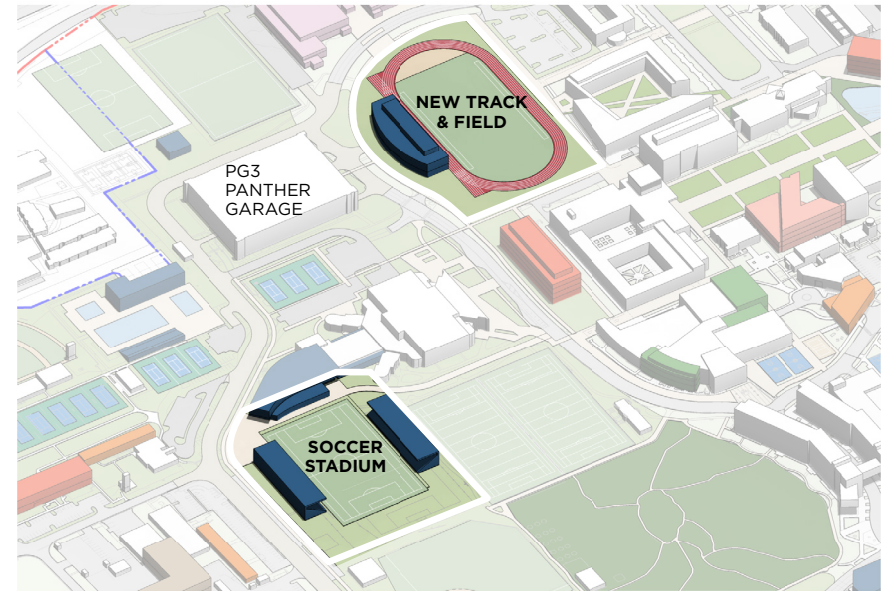 NEW TRACK
& FIELD
PG3
PANTHER
GARAGE
SOCCER
STADIUM